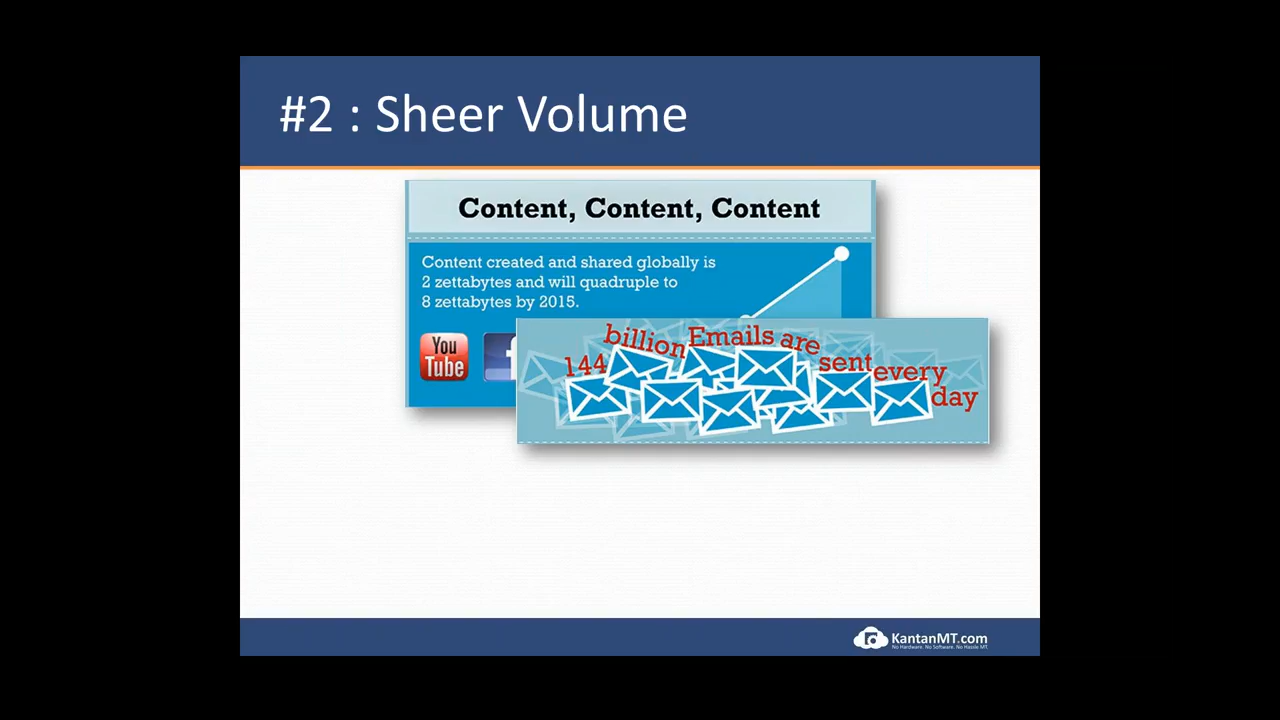 #2 : Sheer Volume
Content, Content, Content
Content created and shared globally is
2 zettabytes and will quadruple to
8 zettabytes by 2015.
You
Tube
f
144 billion Emails are sent every day
KantanMT.com
No Hardware. No Software. No Hassle MT.